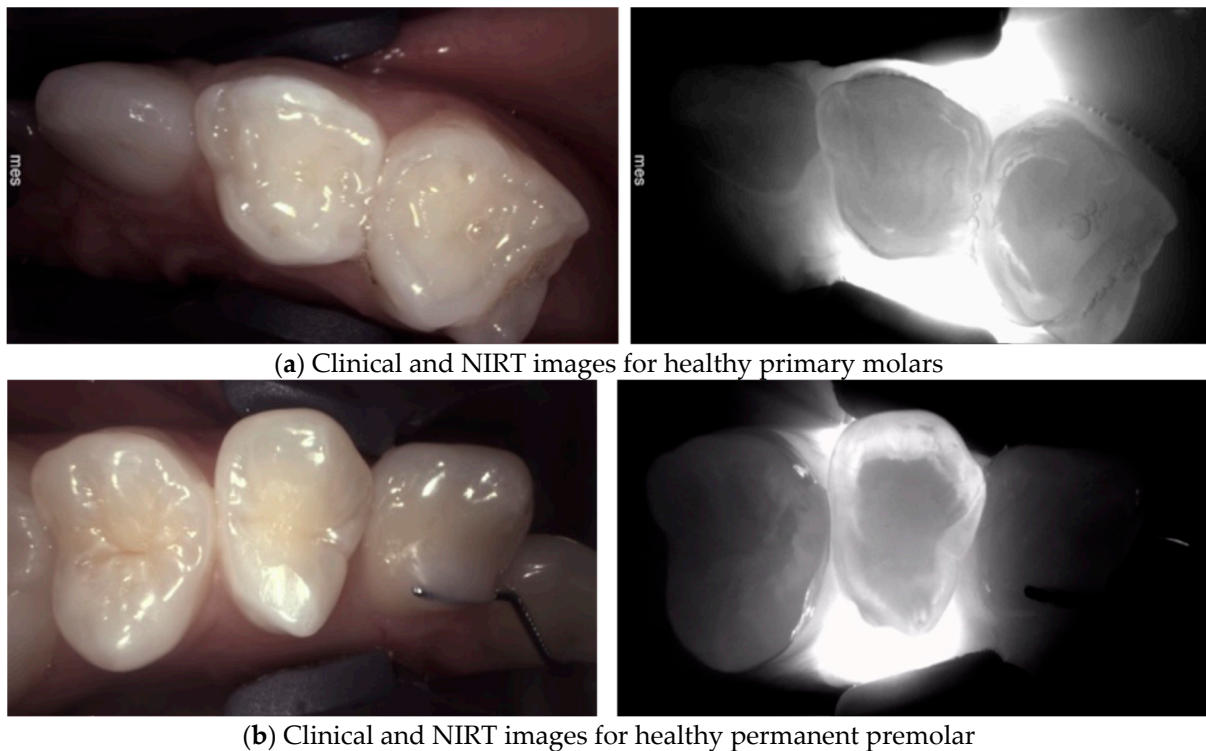 mes
mes
(a) Clinical and NIRT images for healthy primary molars
(b) Clinical and NIRT images for healthy permanent premolar